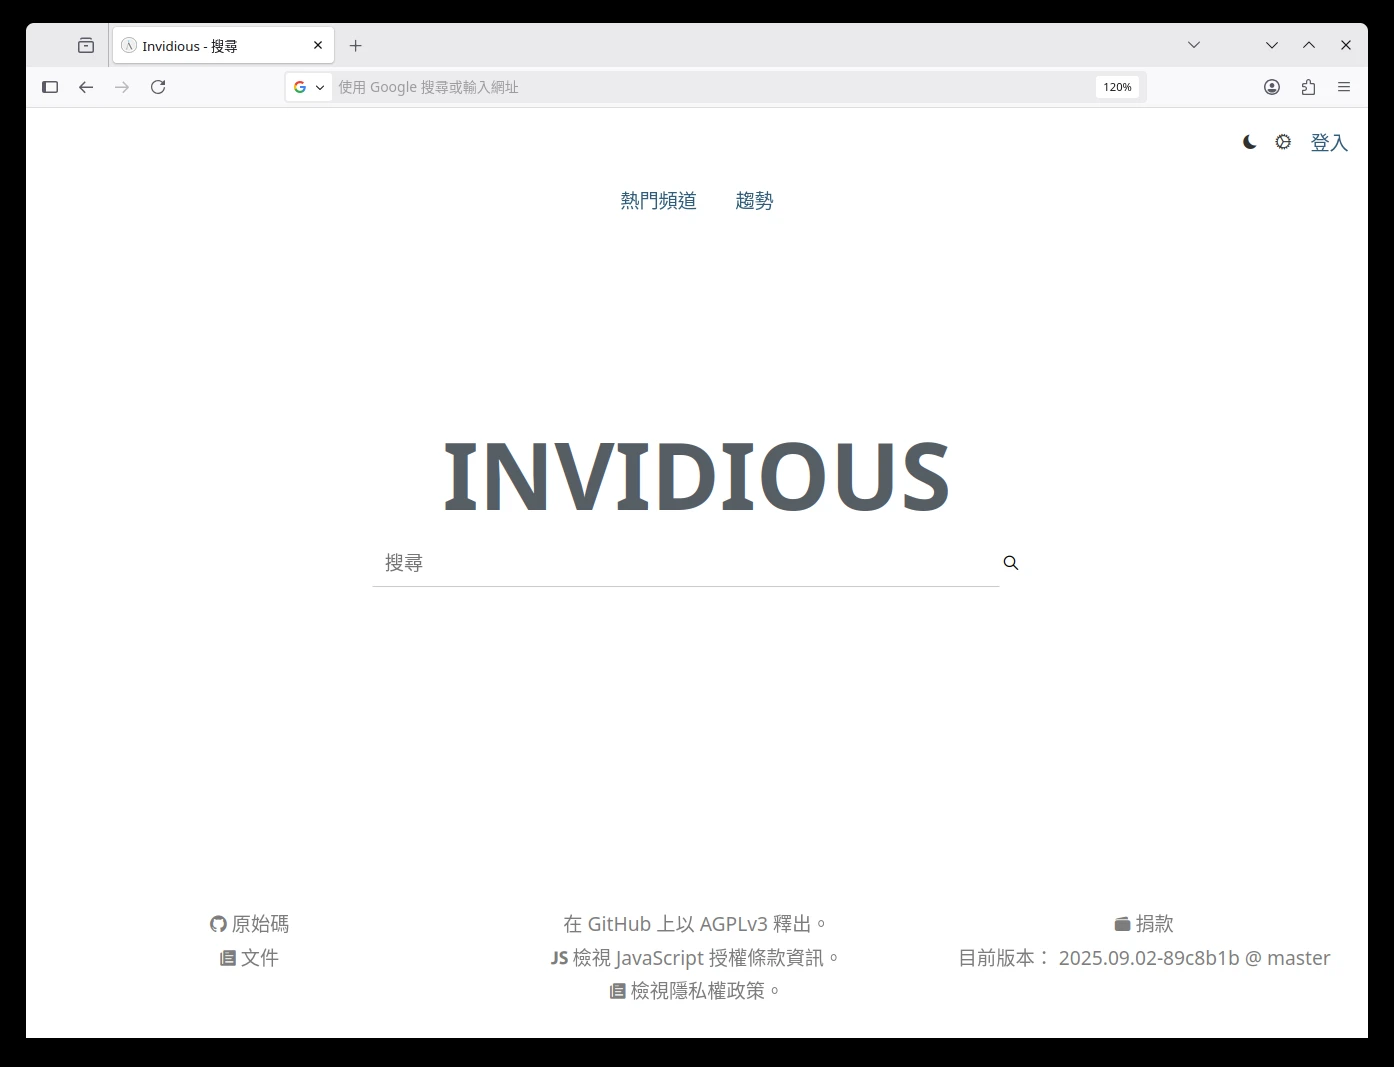 Invidious - 搜尋
使用 Google 搜尋或輸入網址
120%
登入
熱門頻道
趨勢
INVIDIOUS
搜尋
原始碼
文件
在 GitHub 上以 AGPLv3 釋出。
JS 檢視 JavaScript 授權條款資訊。
檢視隱私權政策。
捐款
目前版本： 2025.09.02-89c8b1b @ master